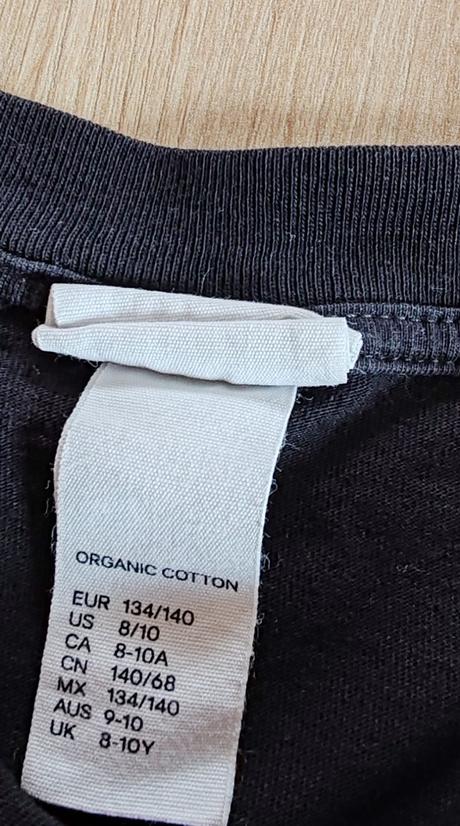 ORGANIC COTTON
EUR 134/140
US 8/10
CA 8-10A
CN 140/68
MX 134/140
AUS 9-10
UK 8-10Y